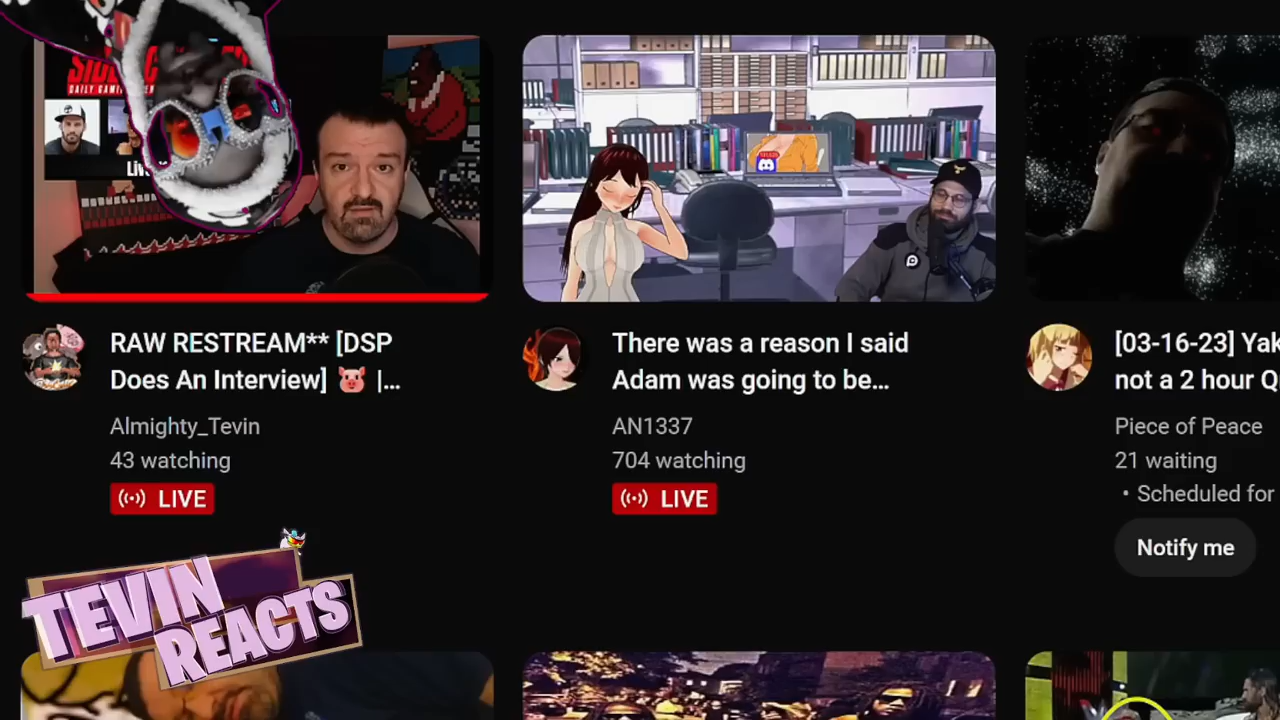 DAILY GAMI
RAW RESTREAM** [DSP
Does An Interview] 🐷 |...
Almighty_Tevin
43 watching
LIVE
There was a reason I said
Adam was going to be...
AN1337
704 watching
LIVE
[03-16-23] Yak
not a 2 hour Q
Piece of Peace
21 waiting
• Scheduled for
Notify me
TEVIN
REACTS